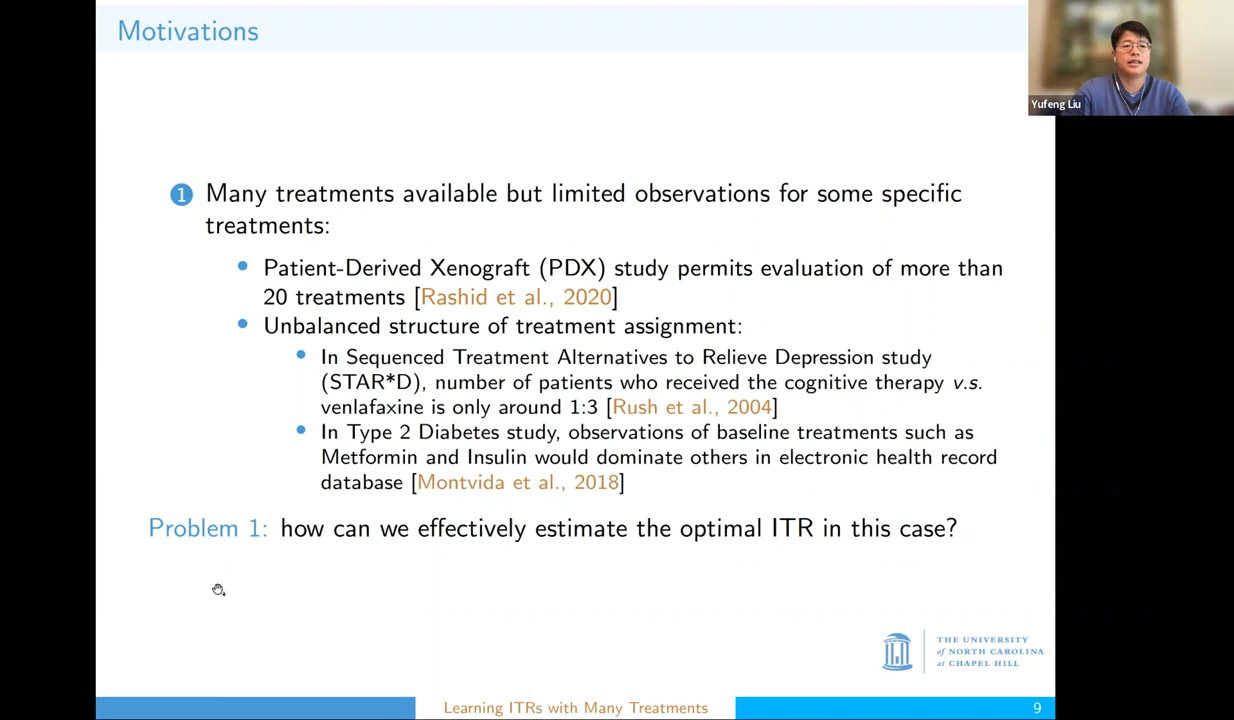 Motivations
Yufeng Liu
1 Many treatments available but limited observations for some specific
treatments:
• Patient-Derived Xenograft (PDX) study permits evaluation of more than
20 treatments [Rashid et al., 2020]
• Unbalanced structure of treatment assignment:
• In Sequenced Treatment Alternatives to Relieve Depression study
(STAR*D), number of patients who received the cognitive therapy v.s.
venlafaxine is only around 1:3 [Rush et al., 2004]
• In Type 2 Diabetes study, observations of baseline treatments such as
Metformin and Insulin would dominate others in electronic health record
database [Montvida et al., 2018]
Problem 1: how can we effectively estimate the optimal ITR in this case?
THE UNIVERSITY
of NORTH CAROLINA
at CHAPEL HILL
Learning ITRs with Many Treatments
9